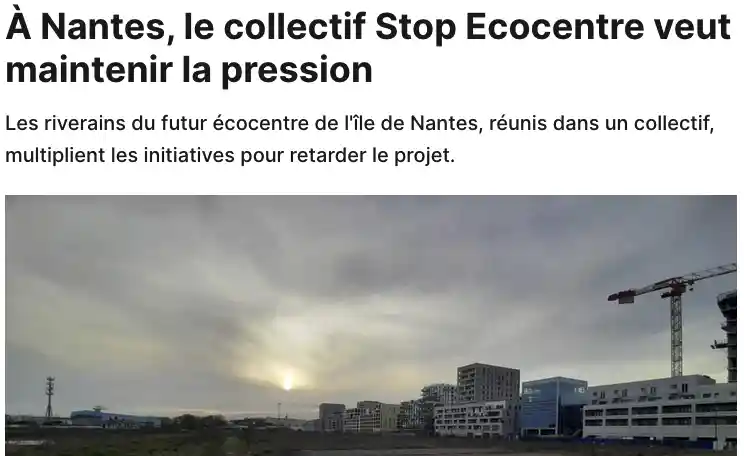 À Nantes, le collectif Stop Ecocentre veut
maintenir la pression
Les riverains du futur écocentre de l'île de Nantes, réunis dans un collectif,
multiplient les initiatives pour retarder le projet.